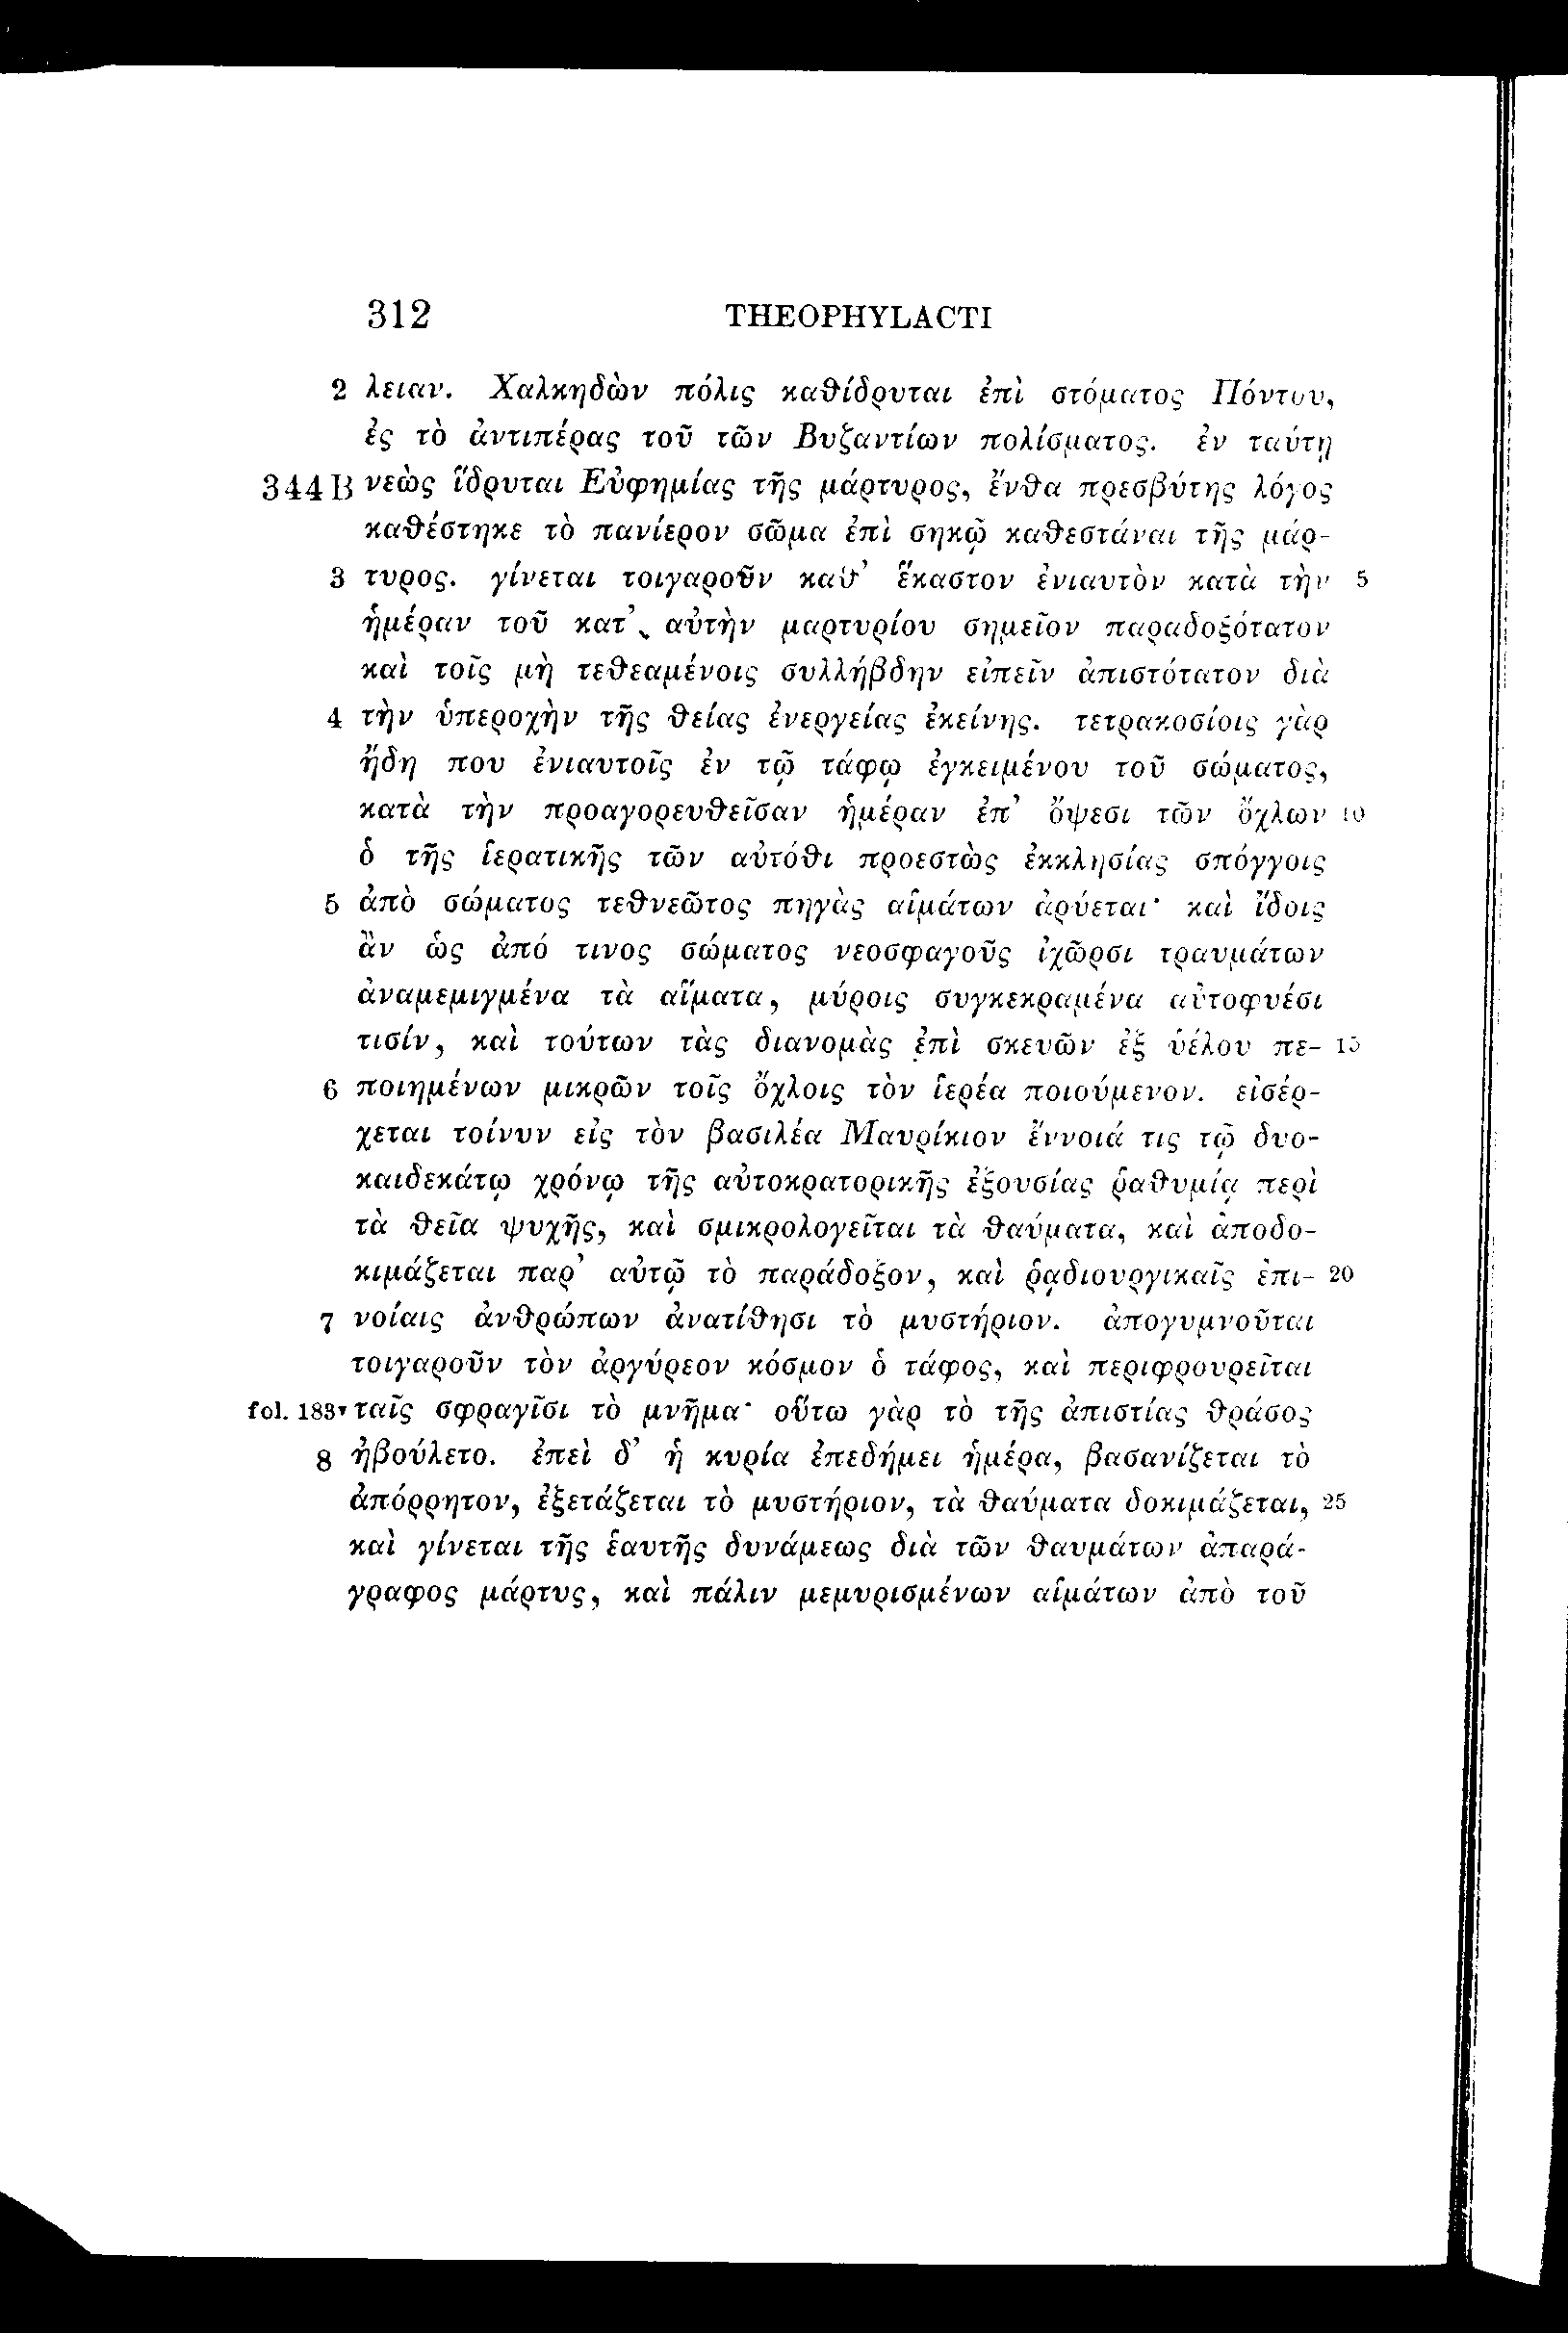 312 THEOPHYLACTI
2 λειαν. Χαλκηδὼν πόλις καθίδρυται ἐπὶ στόματος Πόντου,
ἐς τὸ ἀντιπέρας τοῦ τῶν Βυζαντίων πολίσματος. ἐν ταύτῃ
344 B νεὼς ἵδρυται Εὐφημίας τῆς μάρτυρος, ἔνθα πρεσβύτης λόγος
καθέστηκε τὸ πανίερον σῶμα ἐπὶ σηκῷ καθεστάναι τῆς μάρ-
3 τυρος. γίνεται τοιγαροῦν καθ’ ἕκαστον ἐνιαυτὸν κατὰ τὴν 5
ἡμέραν τοῦ κατ’ αὐτὴν μαρτυρίου σημεῖον παραδοξότατον
καὶ τοῖς μὴ τεθεαμένοις συλλήβδην εἰπεῖν ἀπιστότατον διὰ
4 τὴν ὑπεροχὴν τῆς θείας ἐνεργείας ἐκείνης. τετρακοσίοις γὰρ
ἤδη που ἐνιαυτοῖς ἐν τῷ τάφῳ ἐγκειμένου τοῦ σώματος,
κατὰ τὴν προαγορευθεῖσαν ἡμέραν ἐπ’ ὄψεσι τῶν ὄχλων 10
ὁ τῆς ἱερατικῆς τῶν αὐτόθι προεστὼς ἐκκλησίας σπόγγοις
5 ἀπὸ σώματος τεθνεῶτος πηγὰς αἱμάτων ἀρύεται· καὶ ἴδοις
ἂν ὡς ἀπό τινος σώματος νεοσφαγοῦς ἰχῶρσι τραυμάτων
ἀναμεμιγμένα τὰ αἵματα, μύροις συγκεκραμένα αὐτοφυέσι
τισίν, καὶ τούτων τὰς διανομὰς ἐπὶ σκευῶν ἐξ ὑέλου πε- 15
6 ποιημένων μικρῶν τοῖς ὄχλοις τὸν ἱερέα ποιούμενον. εἰσέρ-
χεται τοίνυν εἰς τὸν βασιλέα Μαυρίκιον ἔννοιά τις τῷ δυο-
καιδεκάτῳ χρόνῳ τῆς αὐτοκρατορικῆς ἐξουσίας ῥαθυμίᾳ περὶ
τὰ θεῖα ψυχῆς, καὶ σμικρολογεῖται τὰ θαύματα, καὶ ἀποδο-
κιμάζεται παρ’ αὐτῷ τὸ παράδοξον, καὶ ῥᾳδιουργικαῖς ἐπι- 20
7 νοίαις ἀνθρώπων ἀνατίθησι τὸ μυστήριον. ἀπογυμνοῦται
τοιγαροῦν τὸν ἀργύρεον κόσμον ὁ τάφος, καὶ περιφρουρεῖται
fol. 183v ταῖς σφραγῖσι τὸ μνῆμα· οὕτω γὰρ τὸ τῆς ἀπιστίας θράσος
8 ἠβούλετο. ἐπεὶ δ’ ἡ κυρία ἐπεδήμει ἡμέρα, βασανίζεται τὸ
ἀπόρρητον, ἐξετάζεται τὸ μυστήριον, τὰ θαύματα δοκιμάζεται, 25
καὶ γίνεται τῆς ἑαυτῆς δυνάμεως διὰ τῶν θαυμάτων ἀπαρά-
γραφος μάρτυς, καὶ πάλιν μεμυρισμένων αἱμάτων ἀπὸ τοῦ